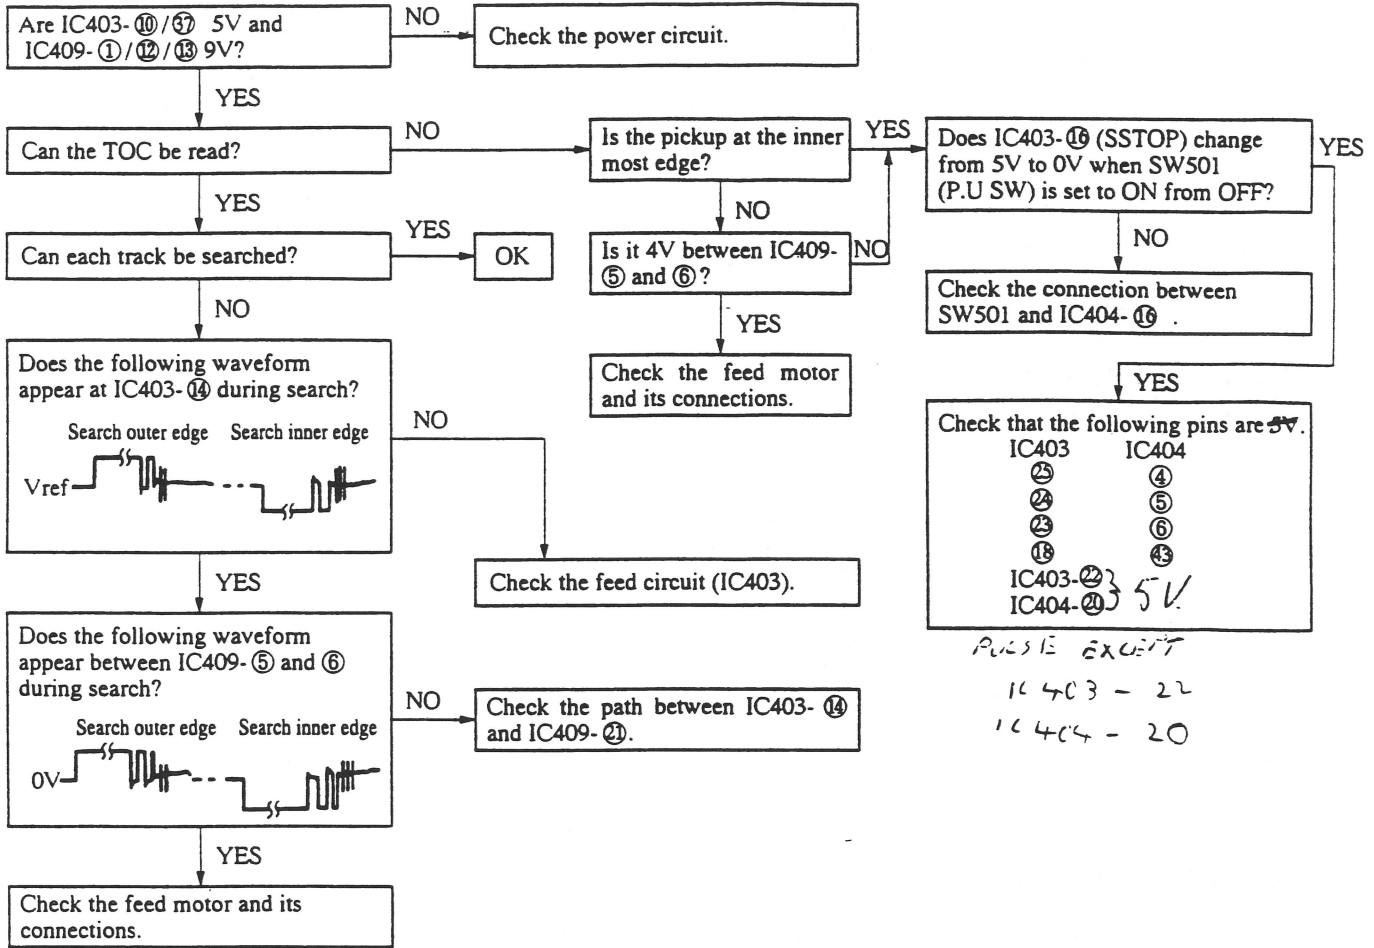 Are IC403- ⑩/㊲ 5V and
IC409- ①/⑫/⑬ 9V?
NO
Check the power circuit.
YES
Can the TOC be read?
NO
Is the pickup at the inner
most edge?
YES
Does IC403- ⑯ (SSTOP) change
from 5V to 0V when SW501
(P.U SW) is set to ON from OFF?
YES
YES
Can each track be searched?
YES
OK
NO
Is it 4V between IC409-
⑤ and ⑥ ?
NO
NO
Check the connection between
SW501 and IC404- ⑯ .
NO
YES
Check the feed motor
and its connections.
Does the following waveform
appear at IC403- ⑭ during search?
Search outer edge Search inner edge
Vref
NO
YES
Check that the following pins are 5V.
IC403 IC404
㉕ ④
㉔ ⑤
㉓ ⑥
⑱ ㊸
IC403-㉒
IC404-⑳
5V.
PULSE EXCEPT
IC 403 - 22
IC 404 - 20
Check the feed circuit (IC403).
YES
Does the following waveform
appear between IC409- ⑤ and ⑥
during search?
Search outer edge Search inner edge
0V
NO
Check the path between IC403- ⑭
and IC409- ㉑.
YES
Check the feed motor and its
connections.